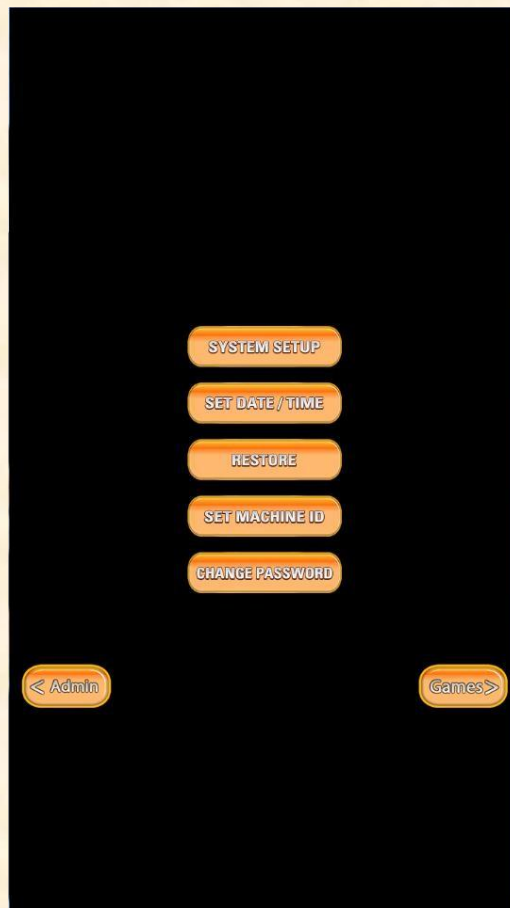 SYSTEM SETUP
SET DATE / TIME
RESTORE
SET MACHINE ID
CHANGE PASSWORD
< Admin
Games >